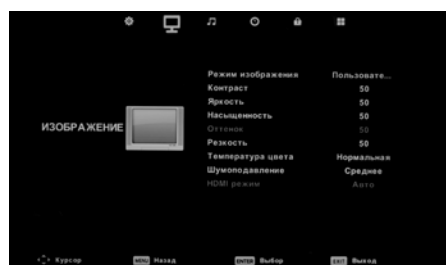 Режим изображения Пользовате...
Контраст 50
Яркость 50
Насыщенность 50
Оттенок 50
Резкость 50
Температура цвета Нормальная
Шумоподавление Среднее
HDMI режим Авто
ИЗОБРАЖЕНИЕ
Курсор MENU Назад ENTER Выбор EXIT Выход